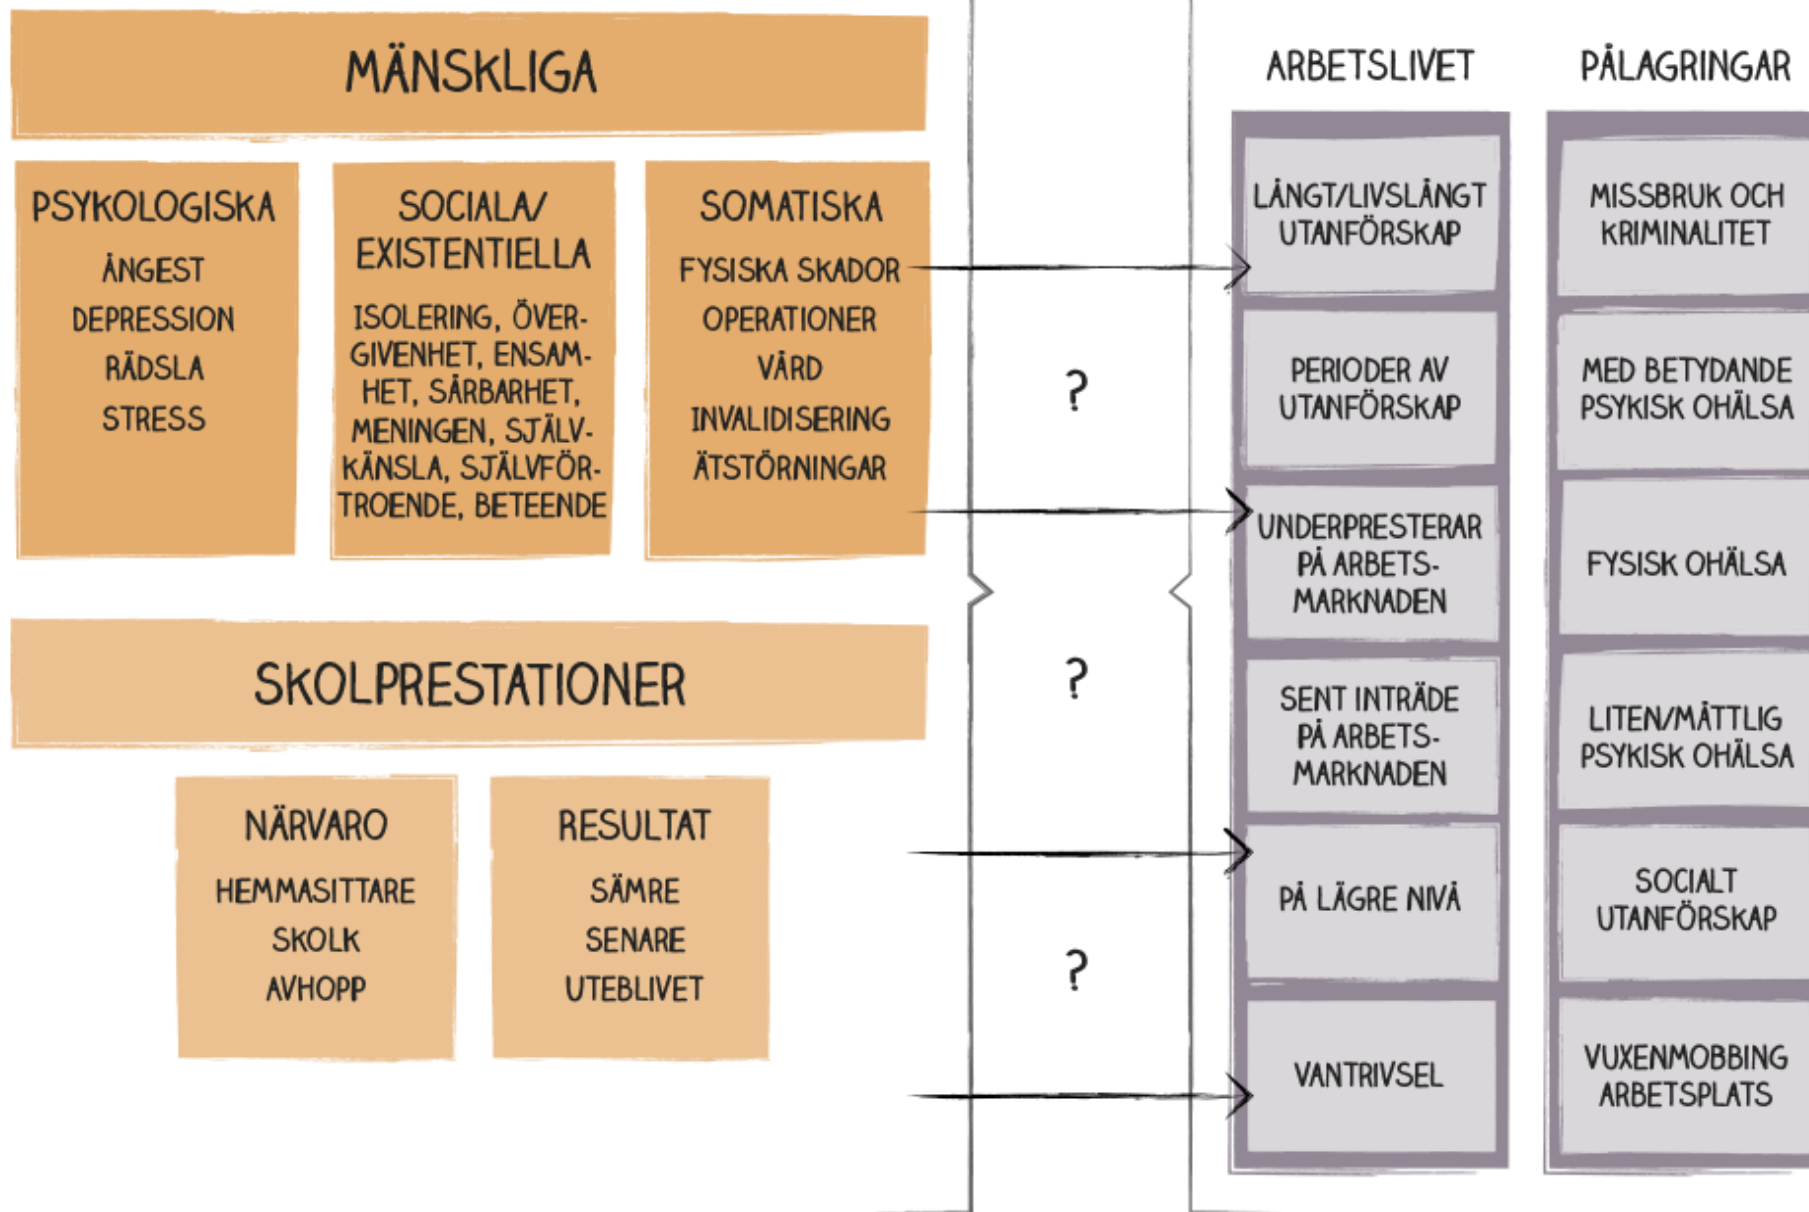 MÄNSKLIGA
PSYKOLOGISKA
ÅNGEST
DEPRESSION
RÄDSLA
STRESS
SOCIALA/
EXISTENTIELLA
ISOLERING, ÖVER-
GIVENHET, ENSAM-
HET, SÅRBARHET,
MENINGEN, SJÄLV-
KÄNSLA, SJÄLVFÖR-
TROENDE, BETEENDE
SOMATISKA
FYSISKA SKADOR
OPERATIONER
VÅRD
INVALIDISERING
ÄTSTÖRNINGAR
SKOLPRESTATIONER
NÄRVARO
HEMMASITTARE
SKOLK
AVHOPP
RESULTAT
SÄMRE
SENARE
UTEBLIVET
?
?
?
ARBETSLIVET
LÅNGT/LIVSLÅNGT
UTANFÖRSKAP
PERIODER AV
UTANFÖRSKAP
UNDERPRESTERAR
PÅ ARBETS-
MARKNADEN
SENT INTRÄDE
PÅ ARBETS-
MARKNADEN
PÅ LÄGRE NIVÅ
VANTRIVSEL
PÅLAGRINGAR
MISSBRUK OCH
KRIMINALITET
MED BETYDANDE
PSYKISK OHÄLSA
FYSISK OHÄLSA
LITEN/MÅTTLIG
PSYKISK OHÄLSA
SOCIALT
UTANFÖRSKAP
VUXENMOBBING
ARBETSPLATS